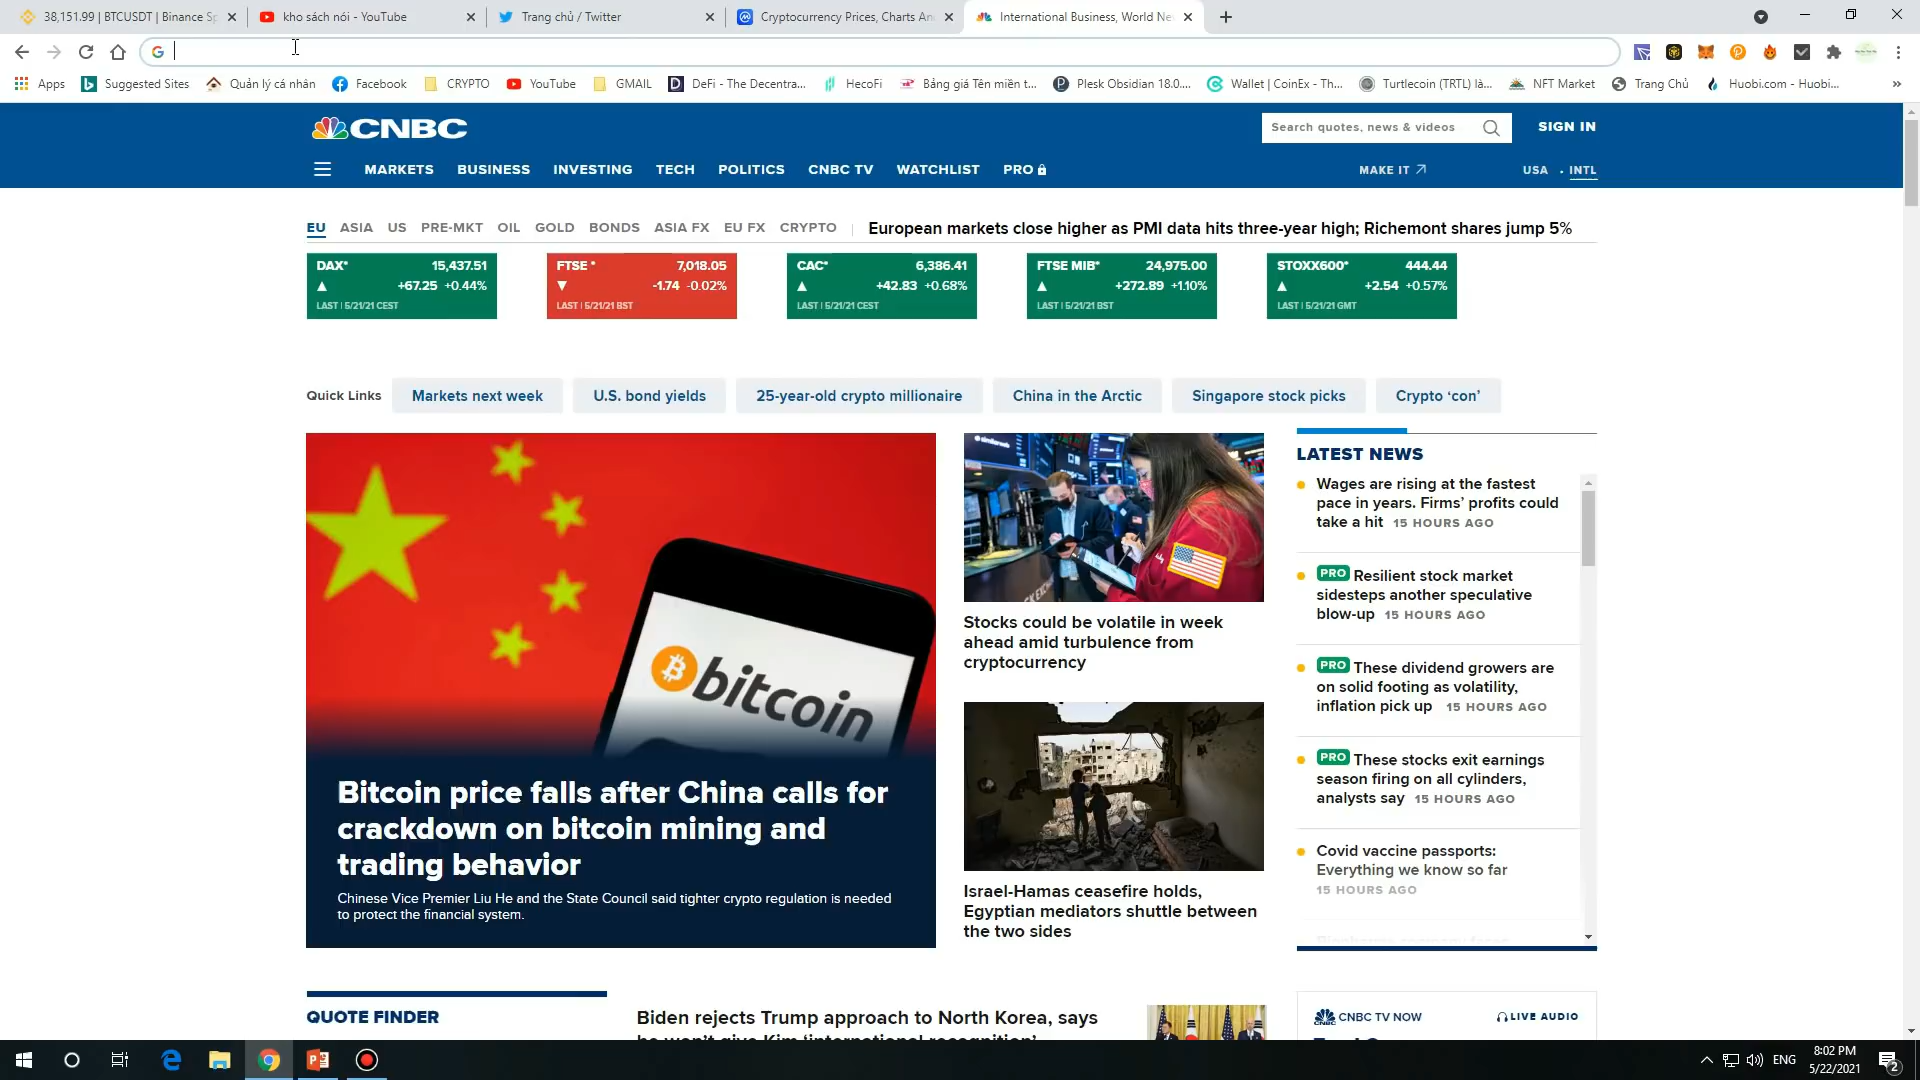 38,151.99 | BTCUSDT | Binance Sp
kho sách nói - YouTube
Trang chủ / Twitter
Cryptocurrency Prices, Charts An
International Business, World Ne
Apps
Suggested Sites
Quản lý cá nhân
Facebook
CRYPTO
YouTube
GMAIL
DeFi - The Decentra...
HecoFi
Bảng giá Tên miền t...
Plesk Obsidian 18.0....
Wallet | CoinEx - Th...
Turtlecoin (TRTL) là...
NFT Market
Trang Chủ
Huobi.com - Huobi...
»
CNBC
Search quotes, news & videos
SIGN IN
MARKETS BUSINESS INVESTING TECH POLITICS CNBC TV WATCHLIST PRO
MAKE IT
USA · INTL
EU ASIA US PRE-MKT OIL GOLD BONDS ASIA FX EU FX CRYPTO
European markets close higher as PMI data hits three-year high; Richemont shares jump 5%
DAX* 15,437.51
▲ +67.25 +0.44%
LAST | 5/21/21 CEST
FTSE * 7,018.05
▼ -1.74 -0.02%
LAST | 5/21/21 BST
CAC* 6,386.41
▲ +42.83 +0.68%
LAST | 5/21/21 CEST
FTSE MIB* 24,975.00
▲ +272.89 +1.10%
LAST | 5/21/21 BST
STOXX600* 444.44
▲ +2.54 +0.57%
LAST | 5/21/21 GMT
Quick Links
Markets next week
U.S. bond yields
25-year-old crypto millionaire
China in the Arctic
Singapore stock picks
Crypto ‘con’
bitcoin
Bitcoin price falls after China calls for
crackdown on bitcoin mining and
trading behavior
Chinese Vice Premier Liu He and the State Council said tighter crypto regulation is needed
to protect the financial system.
Stocks could be volatile in week
ahead amid turbulence from
cryptocurrency
Israel-Hamas ceasefire holds,
Egyptian mediators shuttle between
the two sides
LATEST NEWS
Wages are rising at the fastest
pace in years. Firms’ profits could
take a hit 15 HOURS AGO
PRO Resilient stock market
sidesteps another speculative
blow-up 15 HOURS AGO
PRO These dividend growers are
on solid footing as volatility,
inflation pick up 15 HOURS AGO
PRO These stocks exit earnings
season firing on all cylinders,
analysts say 15 HOURS AGO
Covid vaccine passports:
Everything we know so far
15 HOURS AGO
QUOTE FINDER
Biden rejects Trump approach to North Korea, says
he won’t give Kim ‘international recognition’
CNBC TV NOW
LIVE AUDIO
ENG
8:02 PM
5/22/2021
2